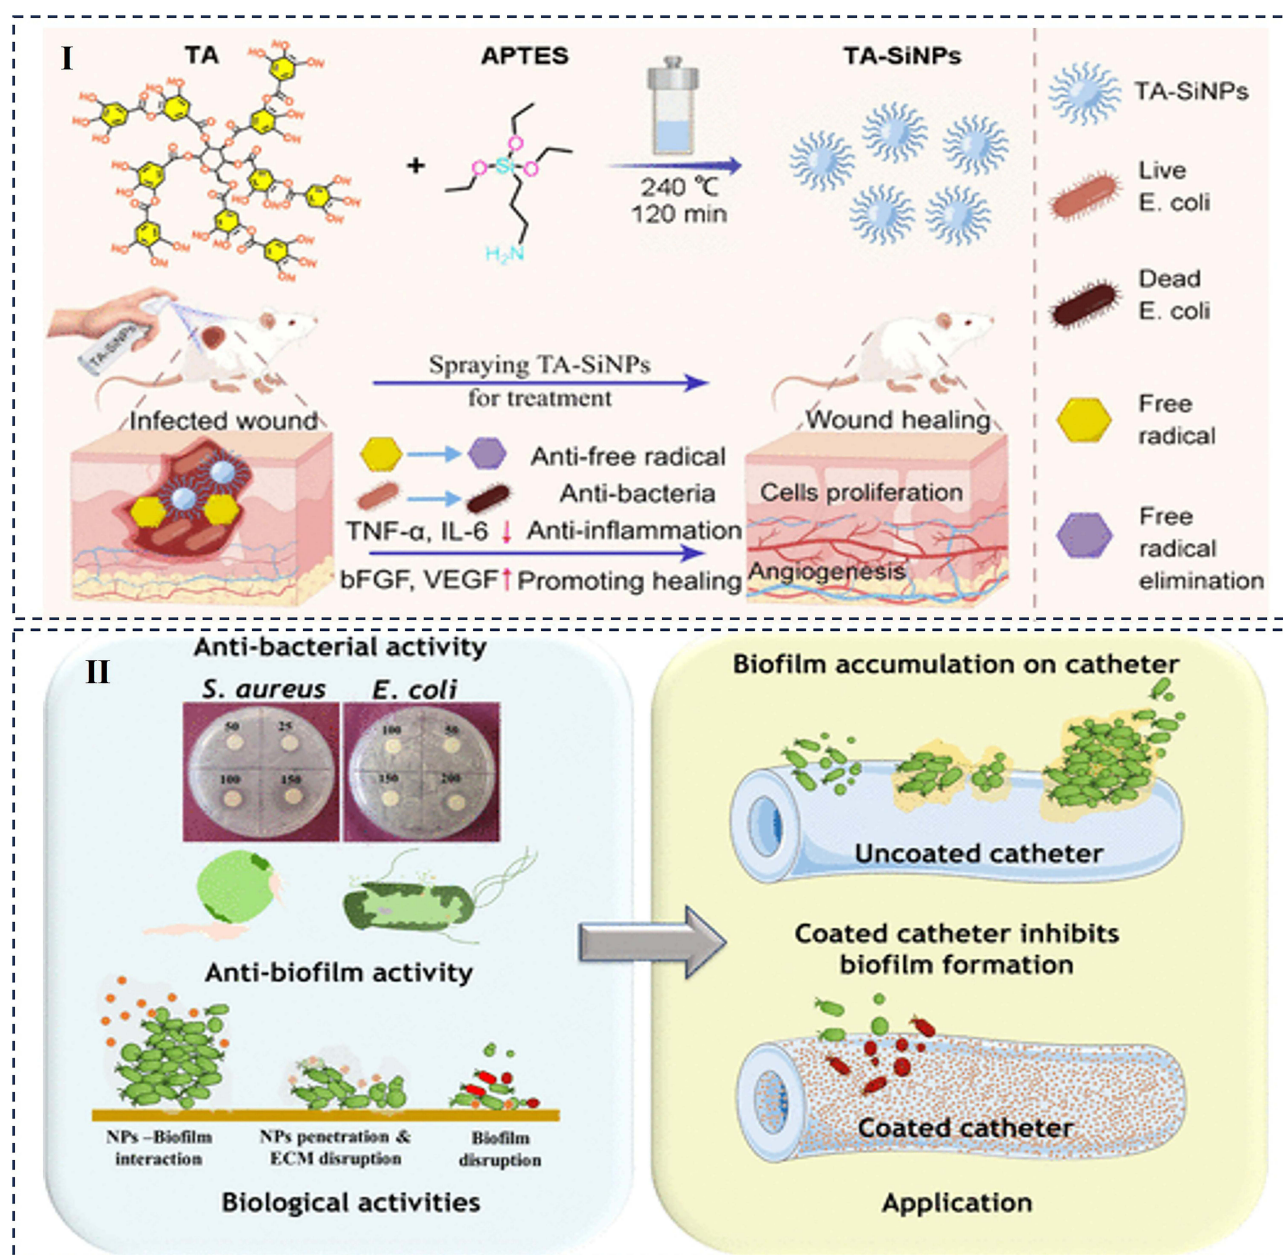 I
TA
APTES
TA-SiNPs
+
Si
O
O
O
H₂N
240 ℃
120 min
TA-SiNPs
Live
E. coli
Dead
E. coli
Free
radical
Free
radical
elimination
TA-SiNPs
Infected wound
Spraying TA-SiNPs
for treatment
Anti-free radical
Anti-bacteria
TNF-α, IL-6 ↓ Anti-inflammation
bFGF, VEGF ↑ Promoting healing
Wound healing
Cells proliferation
Angiogenesis
II
Anti-bacterial activity
S. aureus
E. coli
50 25
100 150
100 50
150 200
Anti-biofilm activity
NPs –Biofilm
interaction
NPs penetration &
ECM disruption
Biofilm
disruption
Biological activities
Biofilm accumulation on catheter
Uncoated catheter
Coated catheter inhibits
biofilm formation
Coated catheter
Application